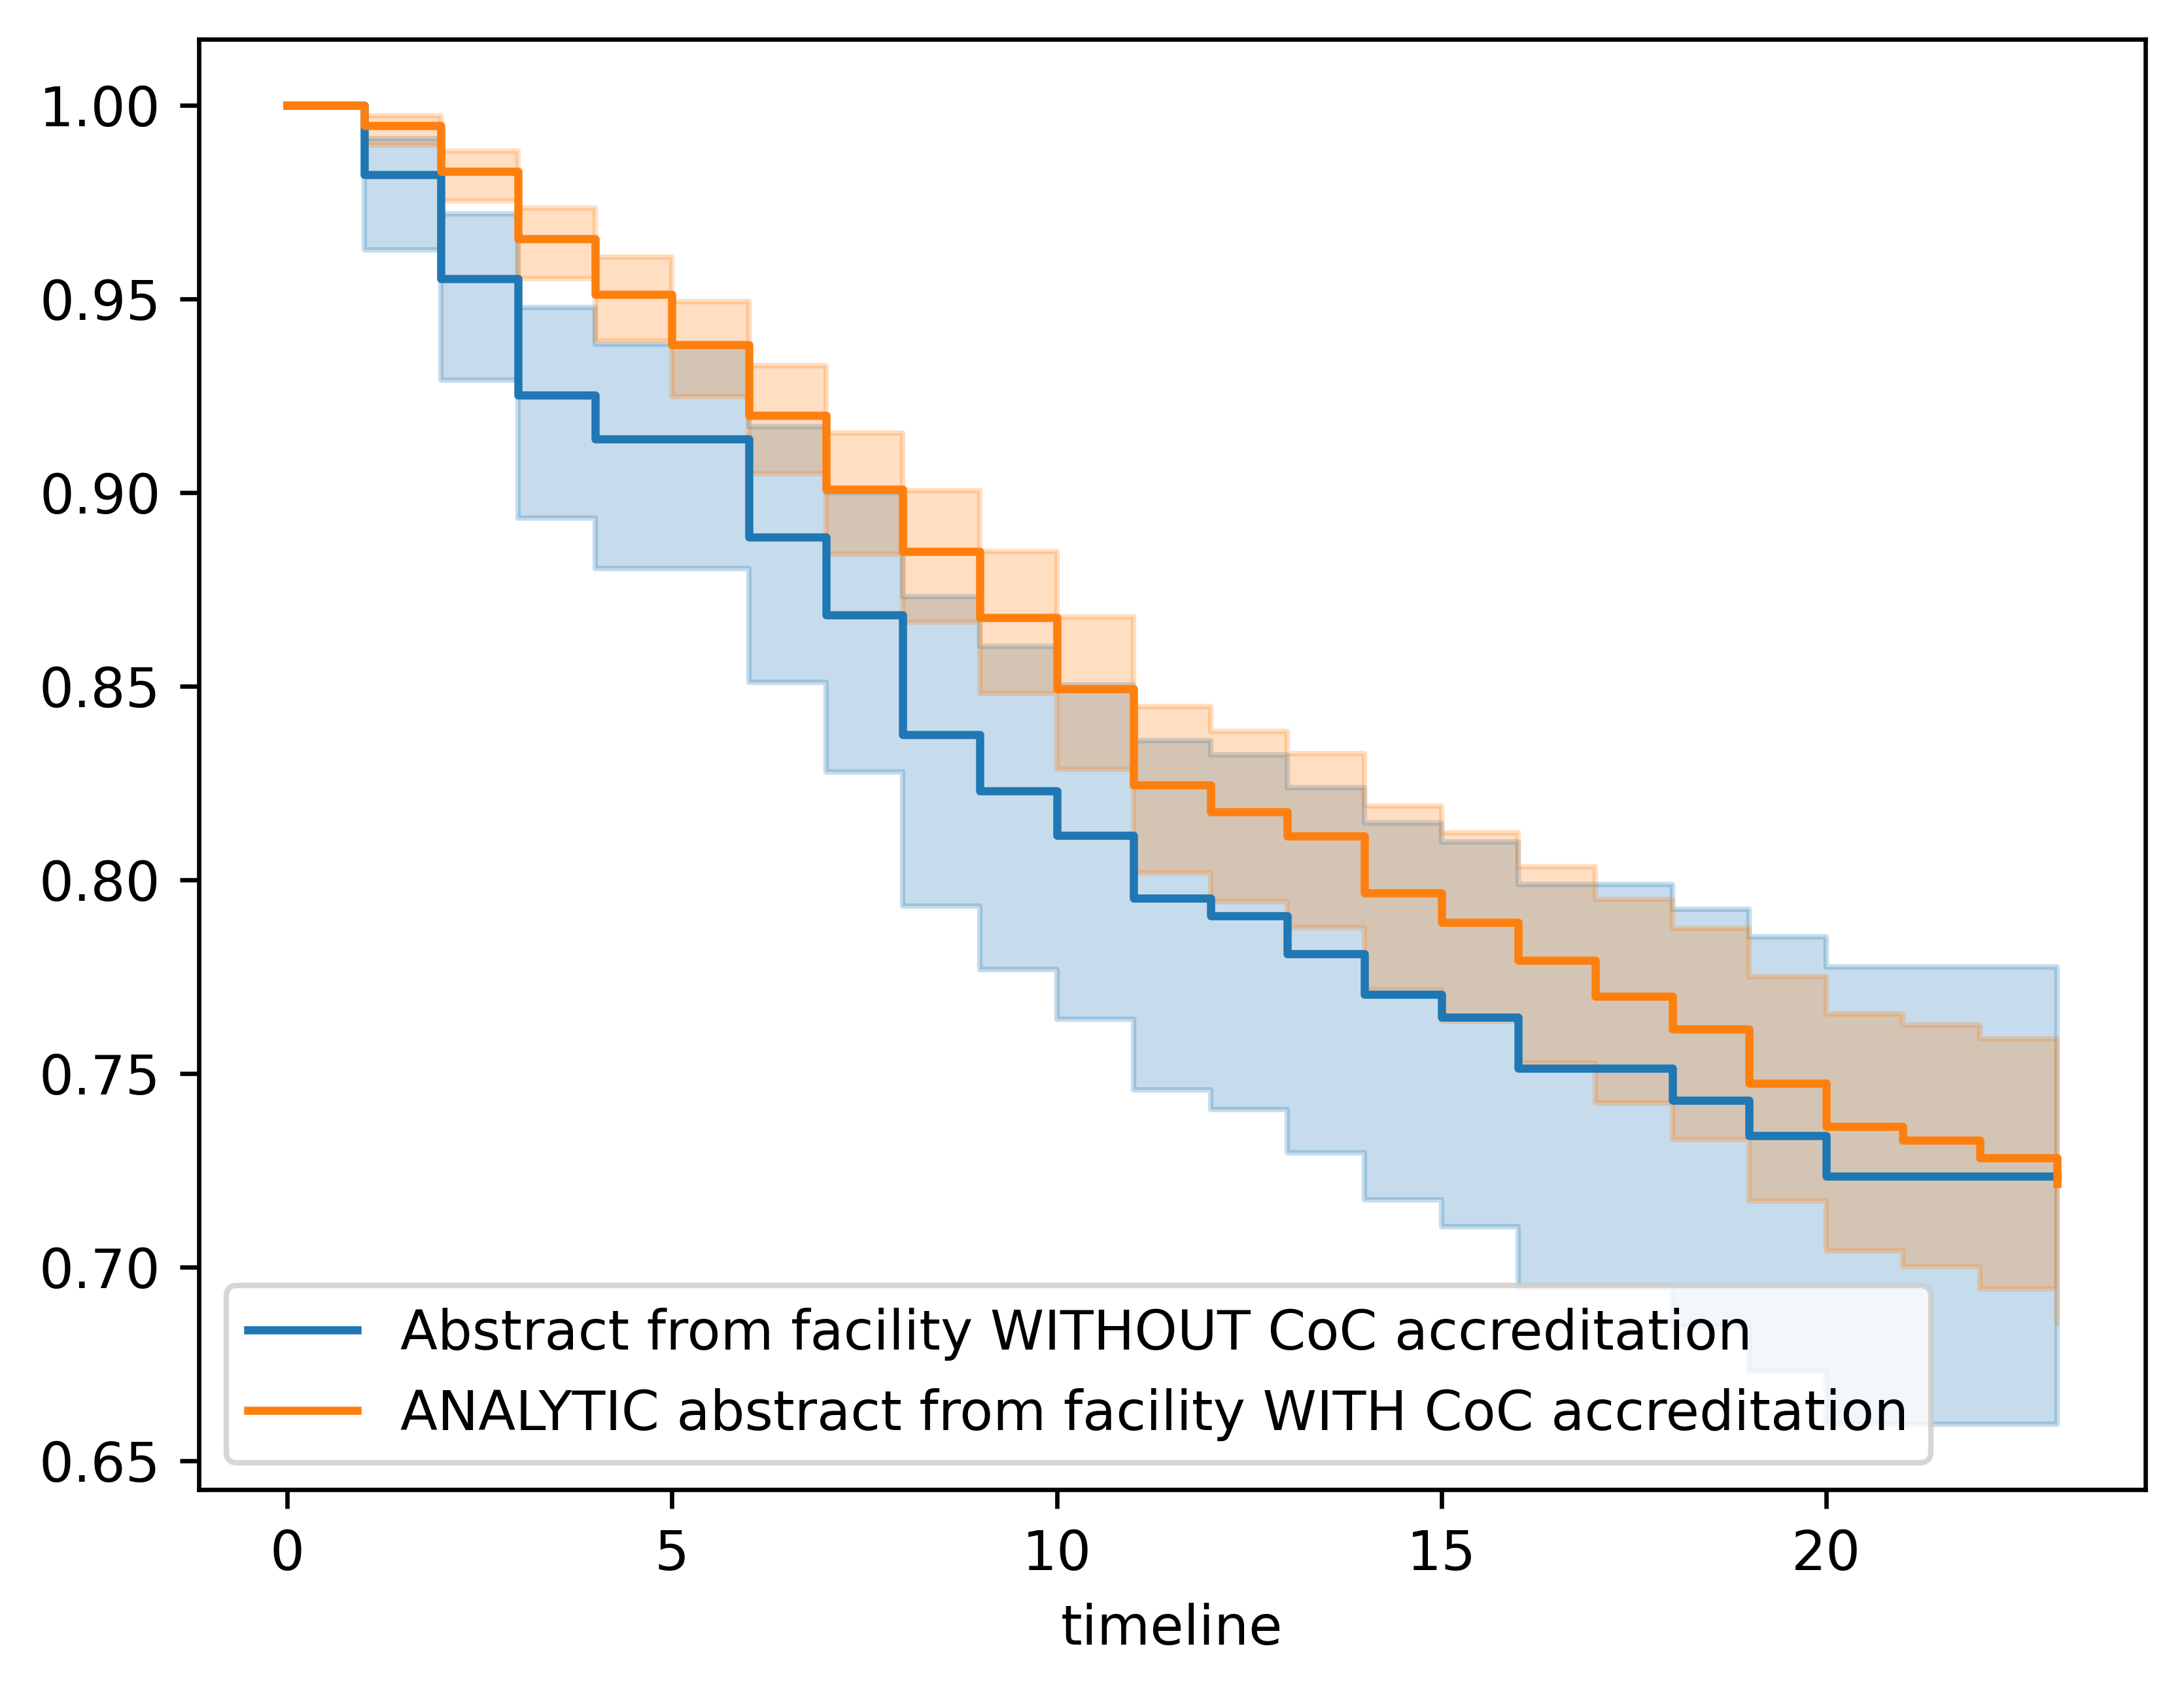 1.00
0.95
0.90
0.85
0.80
0.75
0.70
0.65
Abstract from facility WITHOUT CoC accreditation
ANALYTIC abstract from facility WITH CoC accreditation
0 5 10 15 20
timeline